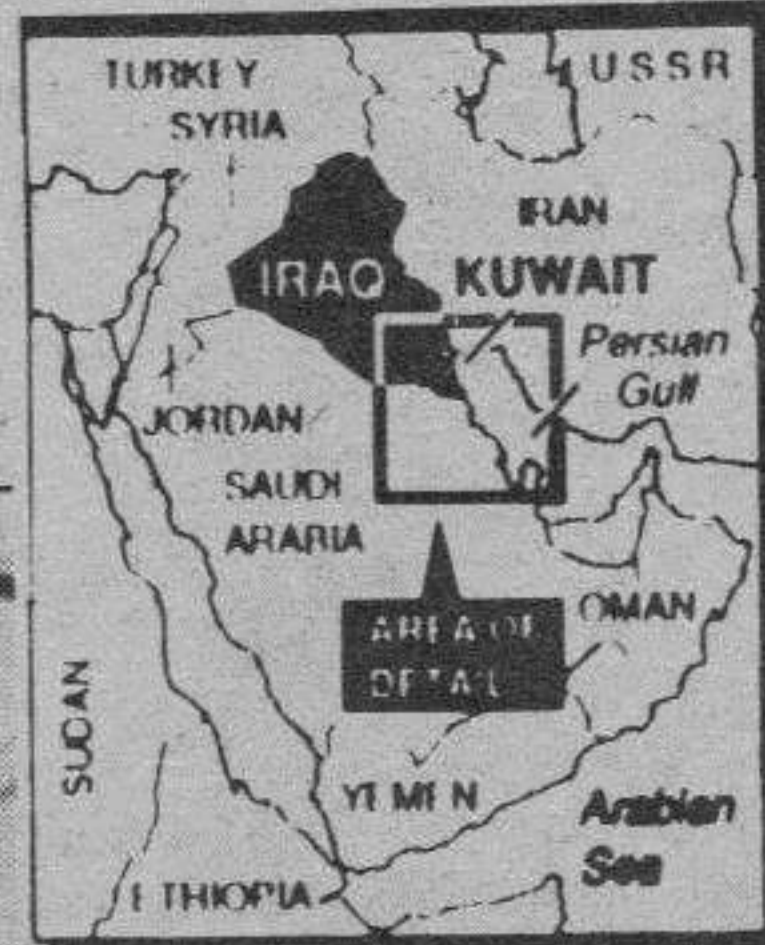 TURKEY
USSR
SYRIA
IRAN
IRAQ
KUWAIT
Persian
Gulf
JORDAN
SAUDI
ARABIA
OMAN
AREA OF
DETAIL
SUDAN
YEMEN
Arabian
Sea
ETHIOPIA